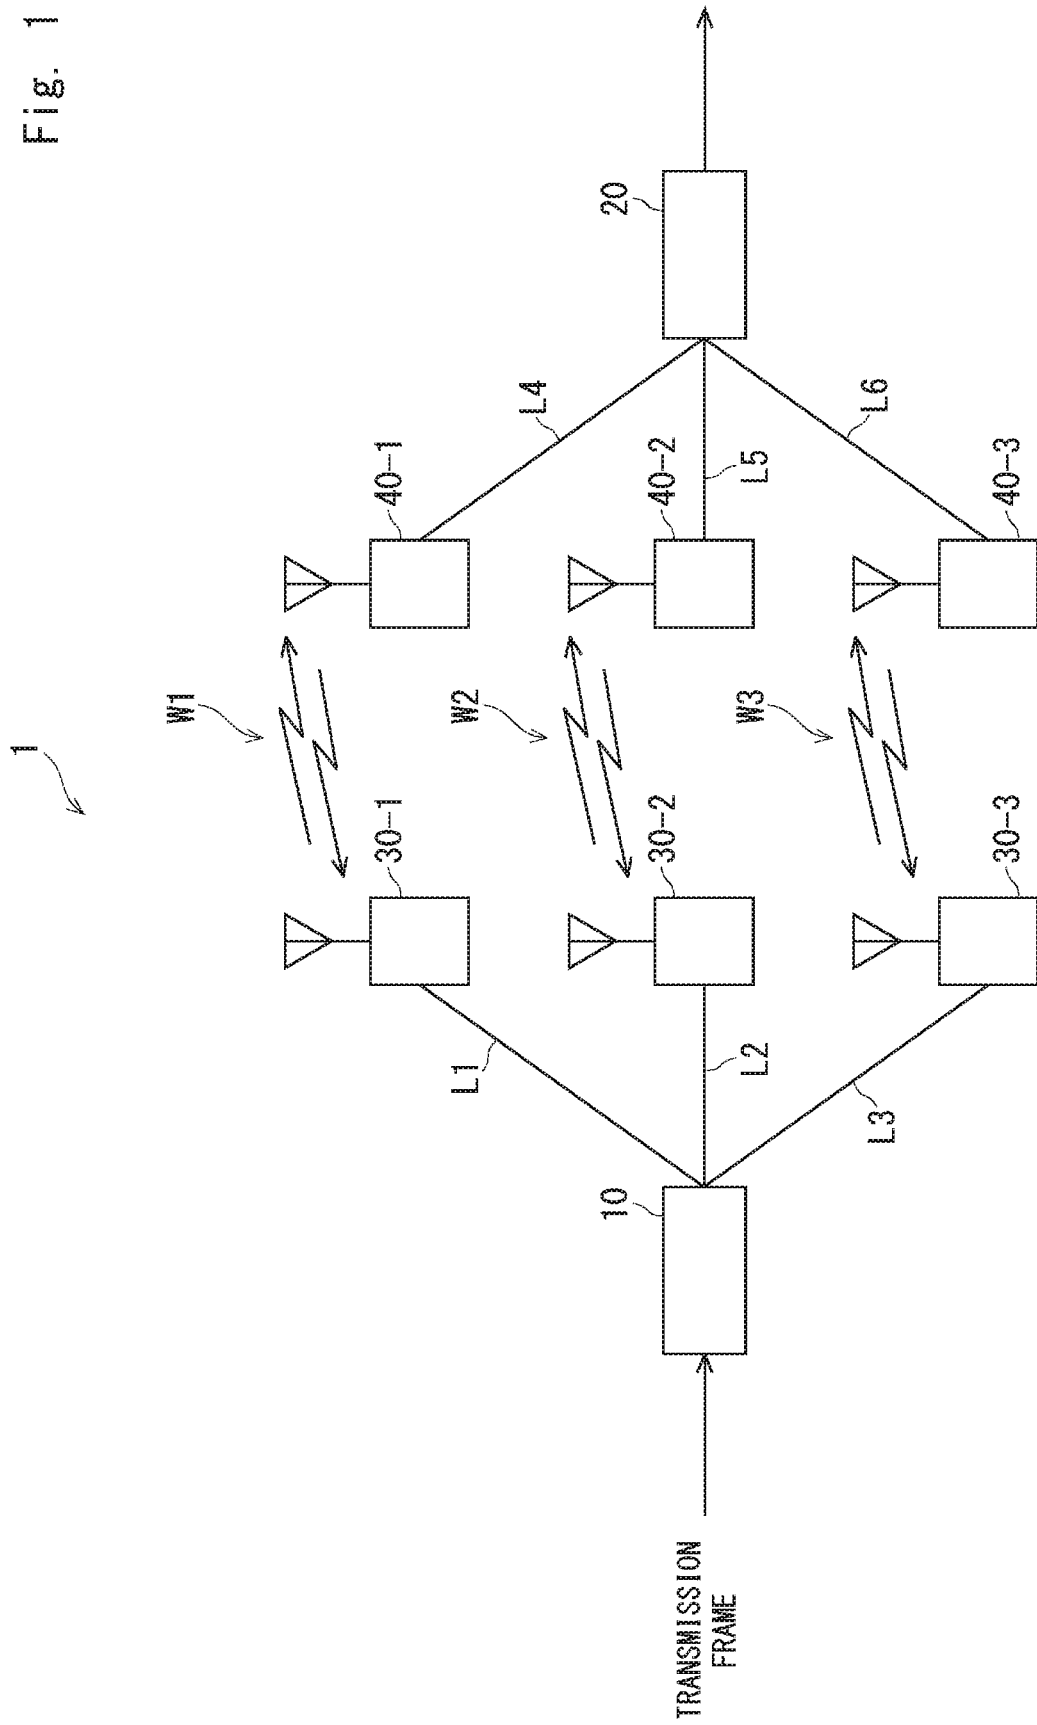 Fig. 1
1
W1
W2
W3
30-1
40-1
L1
L4
10
30-2
40-2
20
TRANSMISSION
FRAME
L2
L5
L3
L6
30-3
40-3